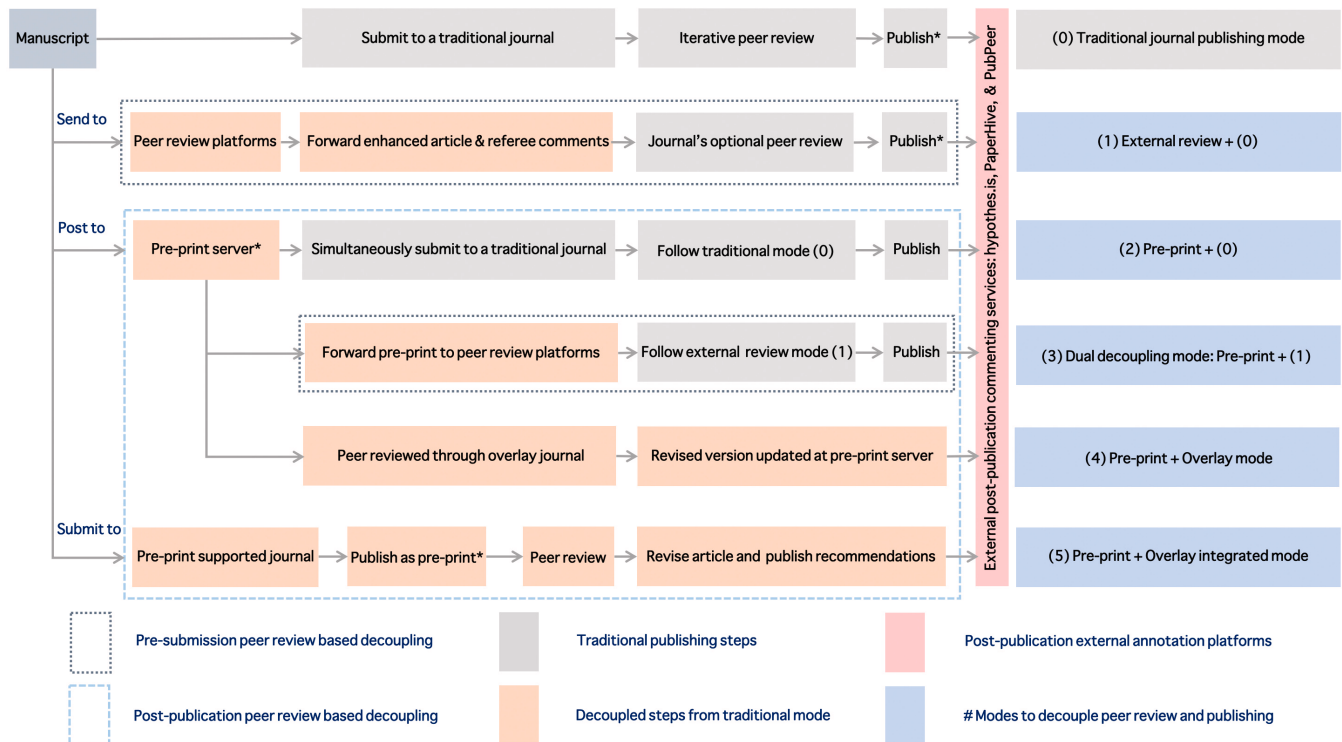 Manuscript
Submit to a traditional journal
Iterative peer review
Publish*
(0) Traditional journal publishing mode
Send to
Peer review platforms
Forward enhanced article & referee comments
Journal's optional peer review
Publish*
(1) External review + (0)
Post to
Pre-print server*
Simultaneously submit to a traditional journal
Follow traditional mode (0)
Publish
(2) Pre-print + (0)
Forward pre-print to peer review platforms
Follow external review mode (1)
Publish
(3) Dual decoupling mode: Pre-print + (1)
Peer reviewed through overlay journal
Revised version updated at pre-print server
(4) Pre-print + Overlay mode
Submit to
Pre-print supported journal
Publish as pre-print*
Peer review
Revise article and publish recommendations
(5) Pre-print + Overlay integrated mode
External post-publication commenting services: hypothes.is, PaperHive, & PubPeer
Pre-submission peer review based decoupling
Traditional publishing steps
Post-publication external annotation platforms
Post-publication peer review based decoupling
Decoupled steps from traditional mode
# Modes to decouple peer review and publishing